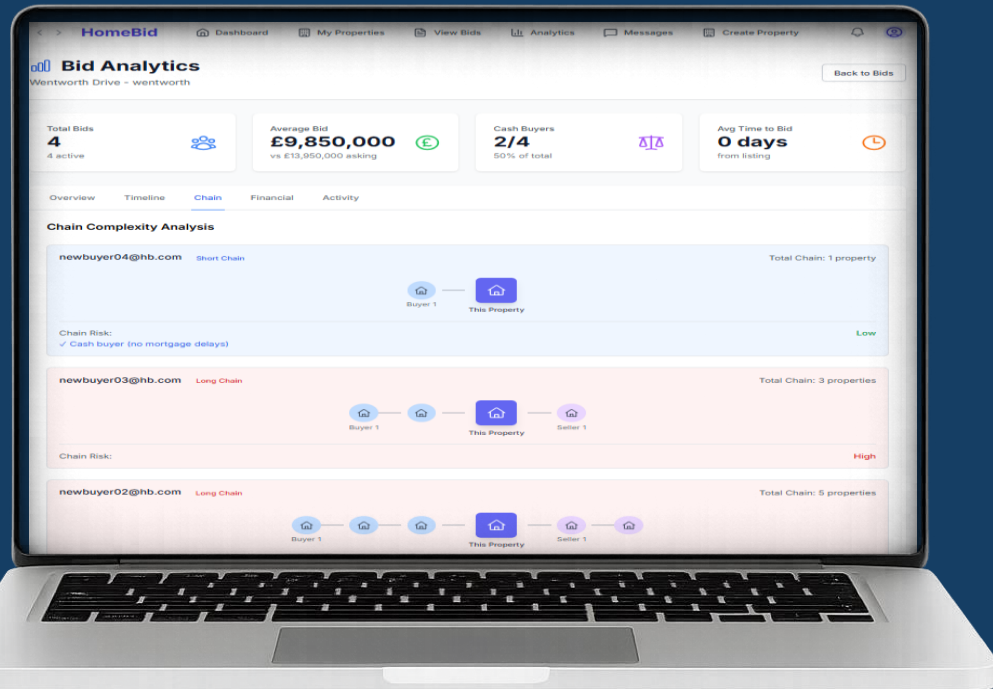 HomeBid Dashboard My Properties View Bids Analytics Messages Create Property
Bid Analytics
Wentworth Drive - wentworth
Back to Bids
Total Bids
4
4 active
Average Bid
£9,850,000
vs £13,950,000 asking
Cash Buyers
2/4
50% of total
Avg Time to Bid
0 days
from listing
Overview Timeline Chain Financial Activity
Chain Complexity Analysis
newbuyer04@hb.com Short Chain Total Chain: 1 property
Buyer 1
This Property
Chain Risk: Low
✓ Cash buyer (no mortgage delays)
newbuyer03@hb.com Long Chain Total Chain: 3 properties
Buyer 1 This Property Seller 1
Chain Risk: High
newbuyer02@hb.com Long Chain Total Chain: 5 properties
Buyer 1 This Property Seller 1